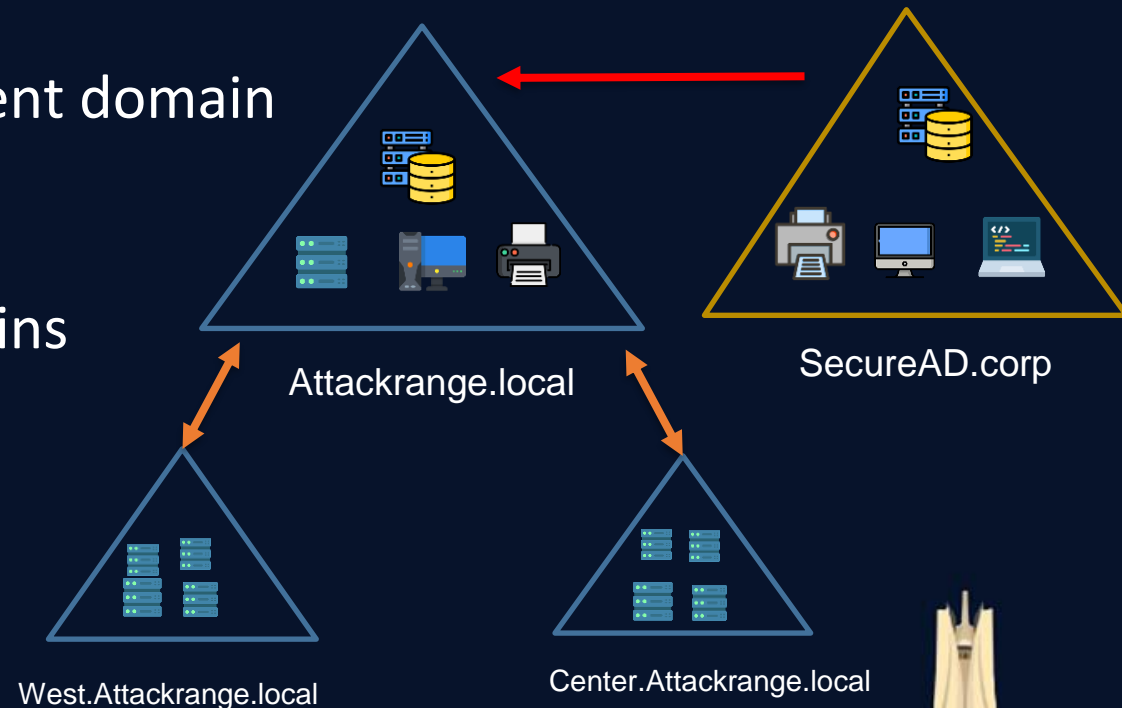 ent domain
ins
Attackrange.local
SecureAD.corp
West.Attackrange.local
Center.Attackrange.local